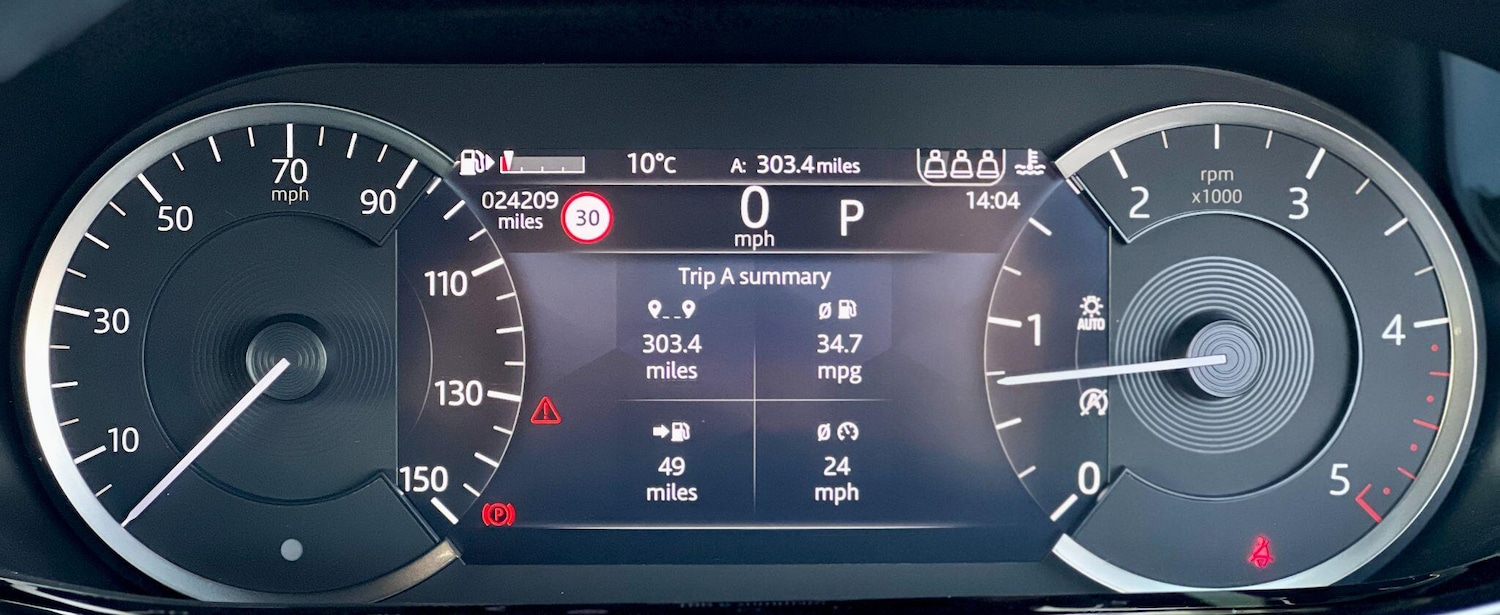 70
mph
50
90
30
110
10
130
150
10°C
A: 303.4 miles
024209
miles
30
0
mph
P
14:04
Trip A summary
303.4
miles
34.7
mpg
49
miles
24
mph
P
rpm
x1000
2
3
1
4
AUTO
A
0
5